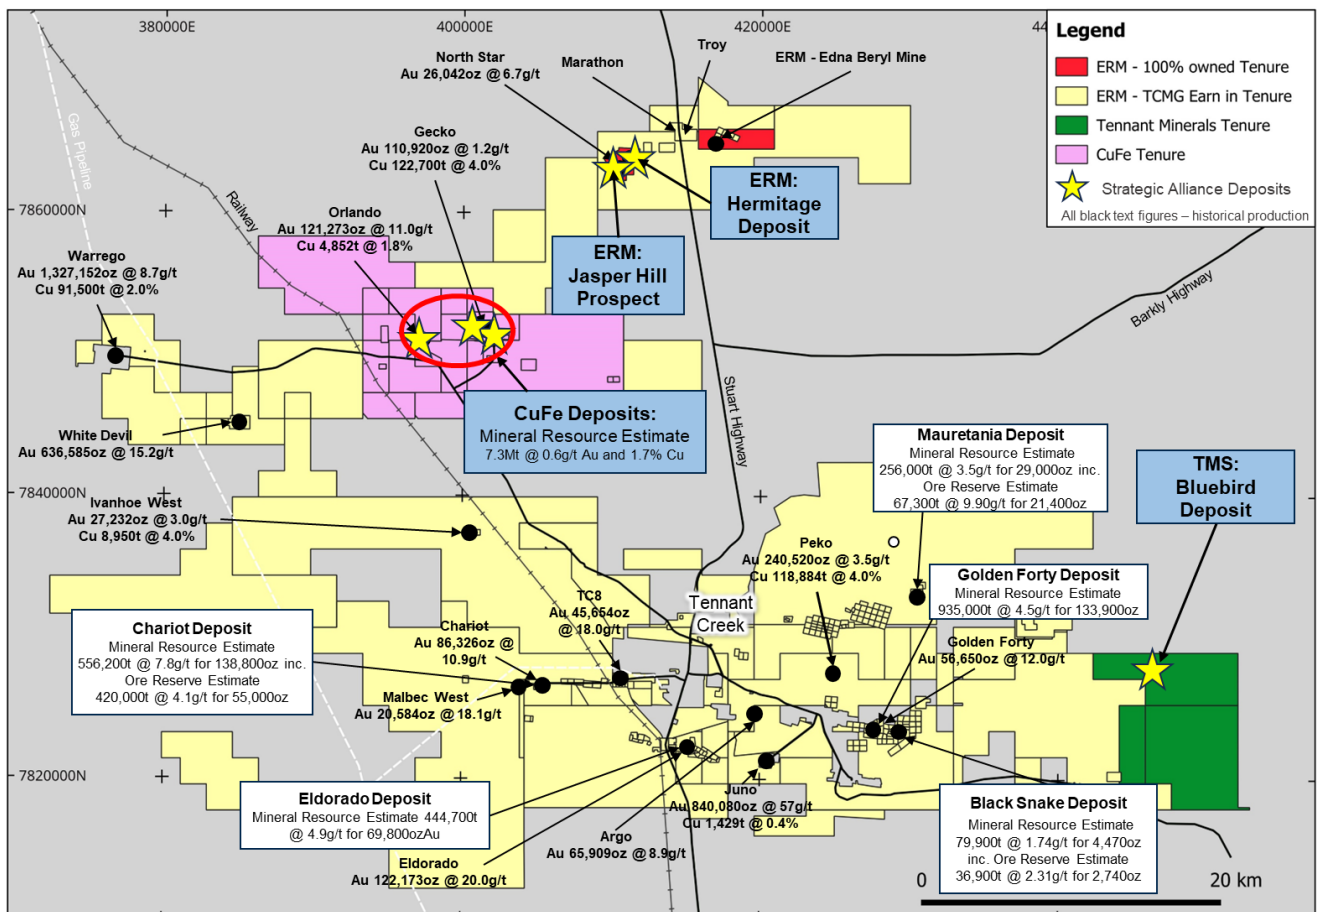 380000E
400000E
420000E
44
Legend
ERM - 100% owned Tenure
ERM - TCMG Earn in Tenure
Tennant Minerals Tenure
CuFe Tenure
Strategic Alliance Deposits
All black text figures – historical production
North Star
Au 26,042oz @ 6.7g/t
Marathon
Troy
ERM - Edna Beryl Mine
Gecko
Au 110,920oz @ 1.2g/t
Cu 122,700t @ 4.0%
Gas Pipeline
Railway
7860000N
Orlando
Au 121,273oz @ 11.0g/t
Cu 4,852t @ 1.8%
ERM:
Hermitage
Deposit
ERM:
Jasper Hill
Prospect
Warrego
Au 1,327,152oz @ 8.7g/t
Cu 91,500t @ 2.0%
Barkly Highway
Stuart Highway
CuFe Deposits:
Mineral Resource Estimate
7.3Mt @ 0.6g/t Au and 1.7% Cu
White Devil
Au 636,585oz @ 15.2g/t
Mauretania Deposit
Mineral Resource Estimate
256,000t @ 3.5g/t for 29,000oz inc.
Ore Reserve Estimate
67,300t @ 9.90g/t for 21,400oz
TMS:
Bluebird
Deposit
7840000N
Ivanhoe West
Au 27,232oz @ 3.0g/t
Cu 8,950t @ 4.0%
Peko
Au 240,520oz @ 3.5g/t
Cu 118,884t @ 4.0%
Golden Forty Deposit
Mineral Resource Estimate
935,000t @ 4.5g/t for 133,900oz
TC8
Au 45,654oz
@ 18.0g/t
Tennant
Creek
Chariot Deposit
Mineral Resource Estimate
556,200t @ 7.8g/t for 138,800oz inc.
Ore Reserve Estimate
420,000t @ 4.1g/t for 55,000oz
Chariot
Au 86,326oz @
10.9g/t
Golden Forty
Au 56,650oz @ 12.0g/t
Malbec West
Au 20,584oz @ 18.1g/t
7820000N
Eldorado Deposit
Mineral Resource Estimate 444,700t
@ 4.9g/t for 69,800ozAu
Juno
Au 840,080oz @ 57g/t
Cu 1,429t @ 0.4%
Black Snake Deposit
Mineral Resource Estimate
79,900t @ 1.74g/t for 4,470oz
inc. Ore Reserve Estimate
36,900t @ 2.31g/t for 2,740oz
Argo
Au 65,909oz @ 8.9g/t
Eldorado
Au 122,173oz @ 20.0g/t
0
20 km